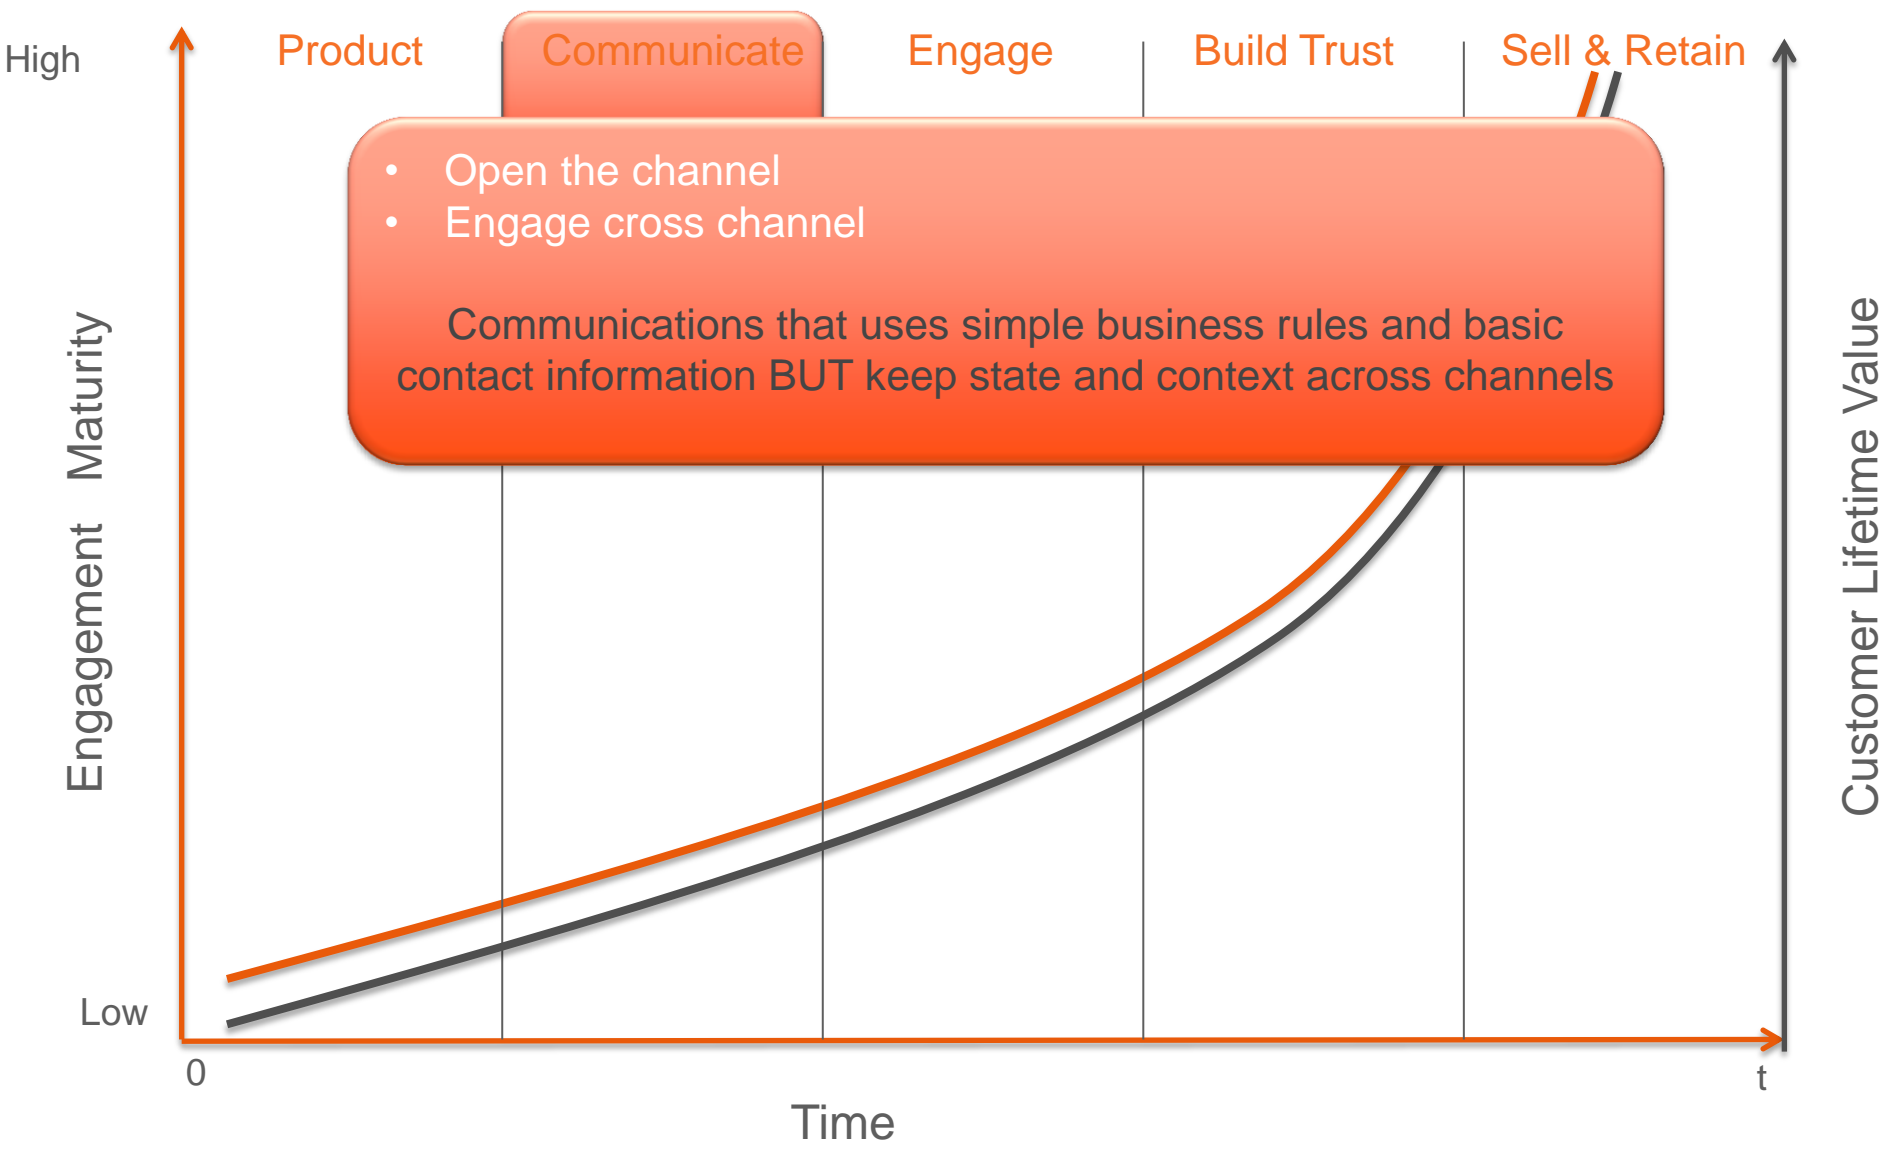 High
Product
Communicate
Engage
Build Trust
Sell & Retain
• Open the channel
• Engage cross channel
Communications that uses simple business rules and basic
contact information BUT keep state and context across channels
Engagement Maturity
Customer Lifetime Value
Low
0
t
Time